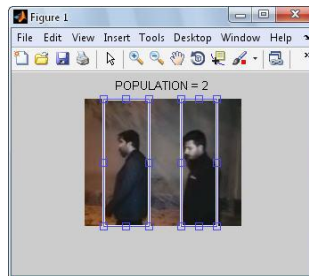 Figure 1
File Edit View Insert Tools Desktop Window Help
POPULATION = 2